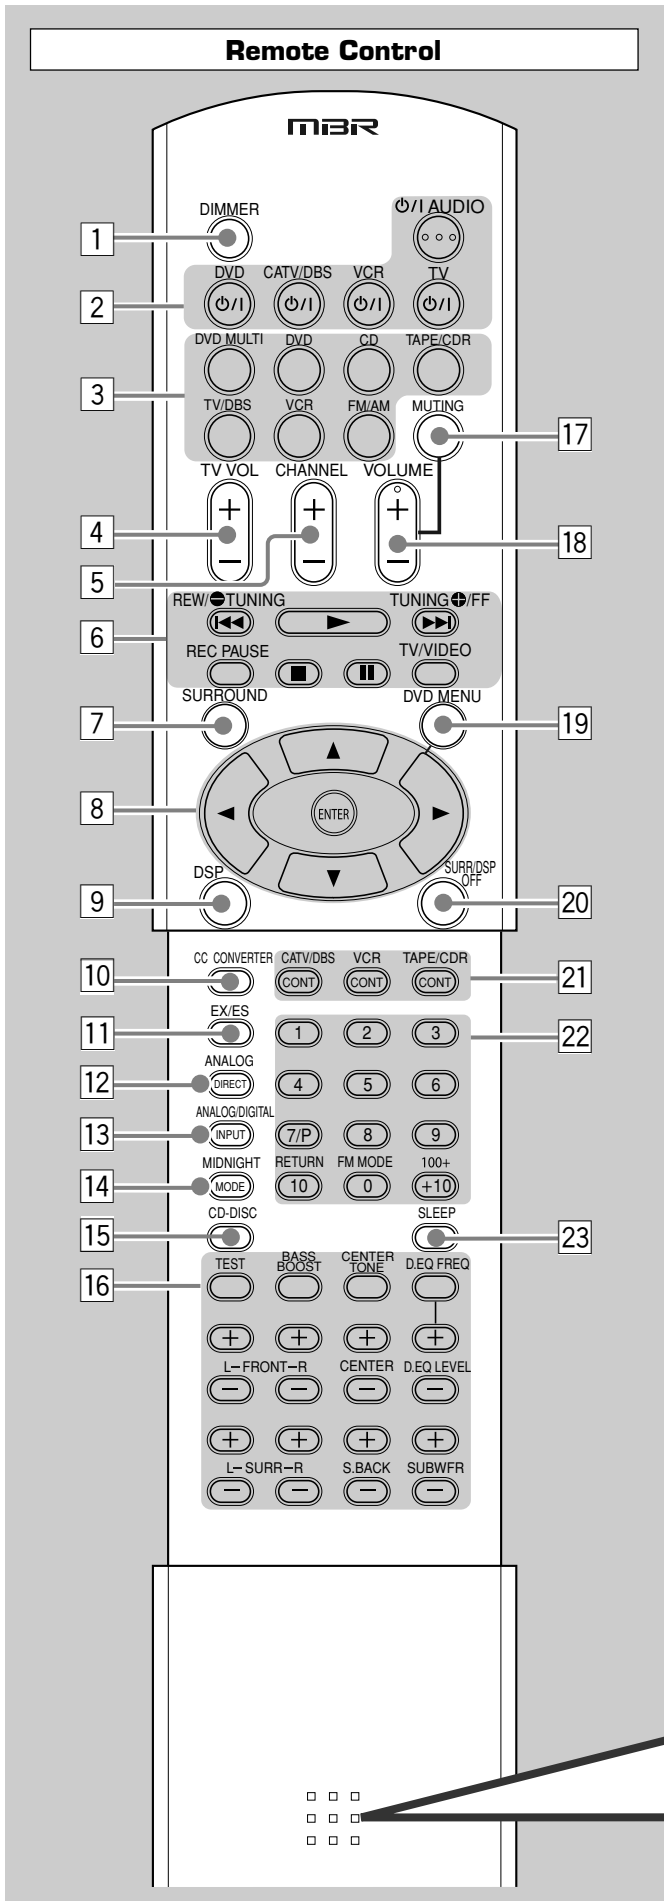 Remote Control
MBR
DIMMER
⏻/I AUDIO
1
DVD CATV/DBS VCR TV
2
⏻/I ⏻/I ⏻/I ⏻/I
DVD MULTI DVD CD TAPE/CDR
3
TV/DBS VCR FM/AM MUTING
17
TV VOL CHANNEL VOLUME
4
18
5
REW/⊖TUNING TUNING⊕/FF
6
REC PAUSE TV/VIDEO
SURROUND DVD MENU
7
19
8
ENTER
DSP SURR/DSP
OFF
9
20
CC CONVERTER CATV/DBS VCR TAPE/CDR
10
CONT CONT CONT
21
EX/ES
11
1 2 3
22
ANALOG
12
DIRECT 4 5 6
ANALOG/DIGITAL
13
INPUT 7/P 8 9
MIDNIGHT RETURN FM MODE 100+
14
MODE 10 0 +10
CD-DISC SLEEP
15
23
16
TEST BASS
BOOST CENTER
TONE D.EQ FREQ
+ + + +
L–FRONT–R CENTER D.EQ LEVEL
– – – –
+ + + +
L–SURR–R S.BACK SUBWFR
– – – –